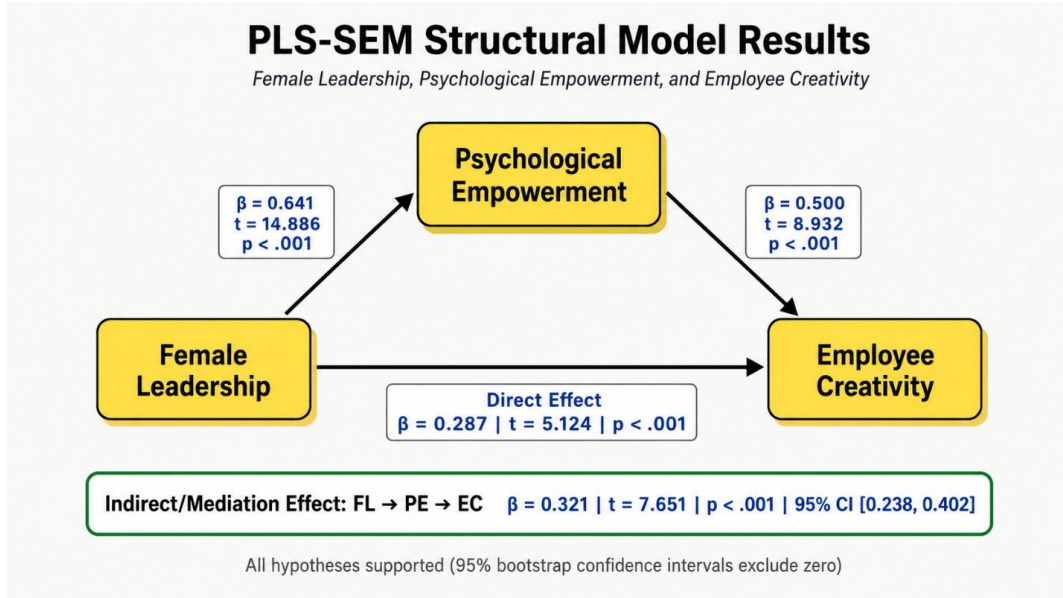 PLS-SEM Structural Model Results
Female Leadership, Psychological Empowerment, and Employee Creativity
Psychological
Empowerment
β = 0.641
t = 14.886
p < .001
β = 0.500
t = 8.932
p < .001
Female
Leadership
Employee
Creativity
Direct Effect
β = 0.287 | t = 5.124 | p < .001
Indirect/Mediation Effect: FL → PE → EC β = 0.321 | t = 7.651 | p < .001 | 95% CI [0.238, 0.402]
All hypotheses supported (95% bootstrap confidence intervals exclude zero)